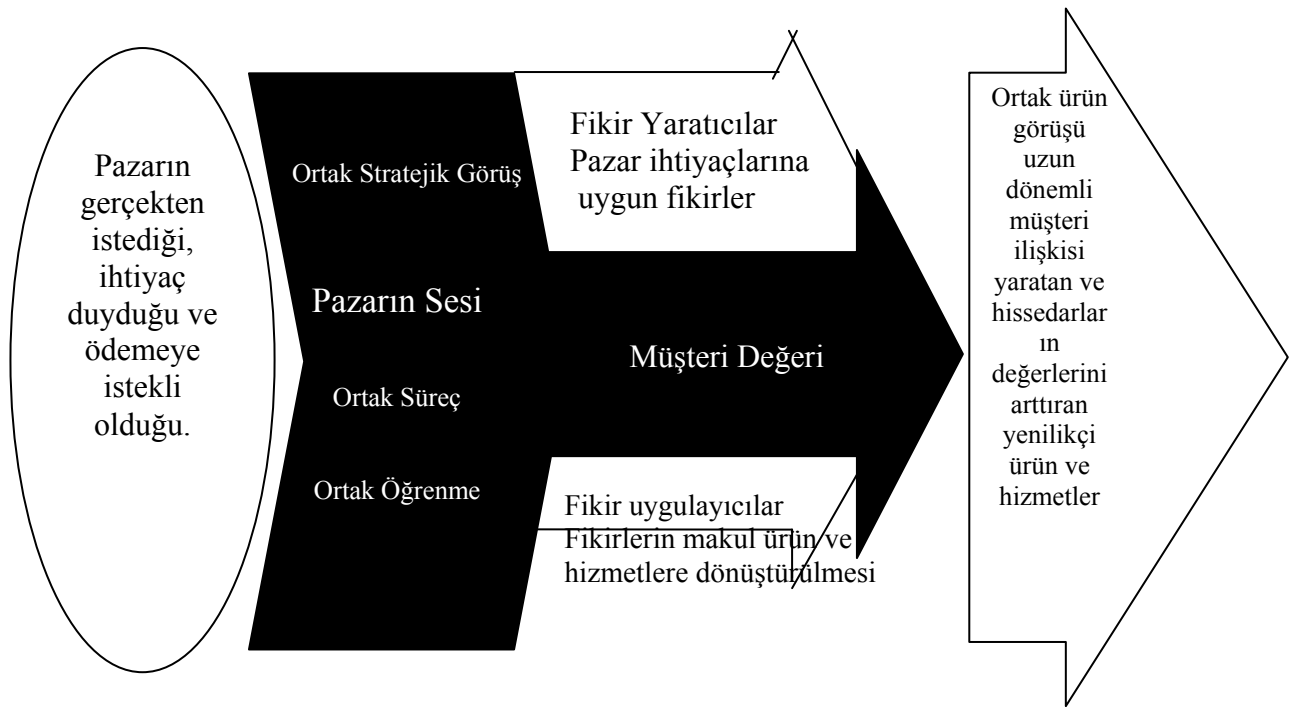 Pazarın
gerçekten
istediği,
ihtiyaç
duyduğu ve
ödemeye
istekli
olduğu.
Ortak Stratejik Görüş
Pazarın Sesi
Ortak Süreç
Ortak Öğrenme
Fikir Yaratıcılar
Pazar ihtiyaçlarına
uygun fikirler
Müşteri Değeri
Fikir uygulayıcılar
Fikirlerin makul ürün ve
hizmetlere dönüştürülmesi
Ortak ürün
görüşü
uzun
dönemli
müşteri
ilişkisi
yaratan ve
hissedarlar
ın
değerlerini
arttıran
yenilikçi
ürün ve
hizmetler